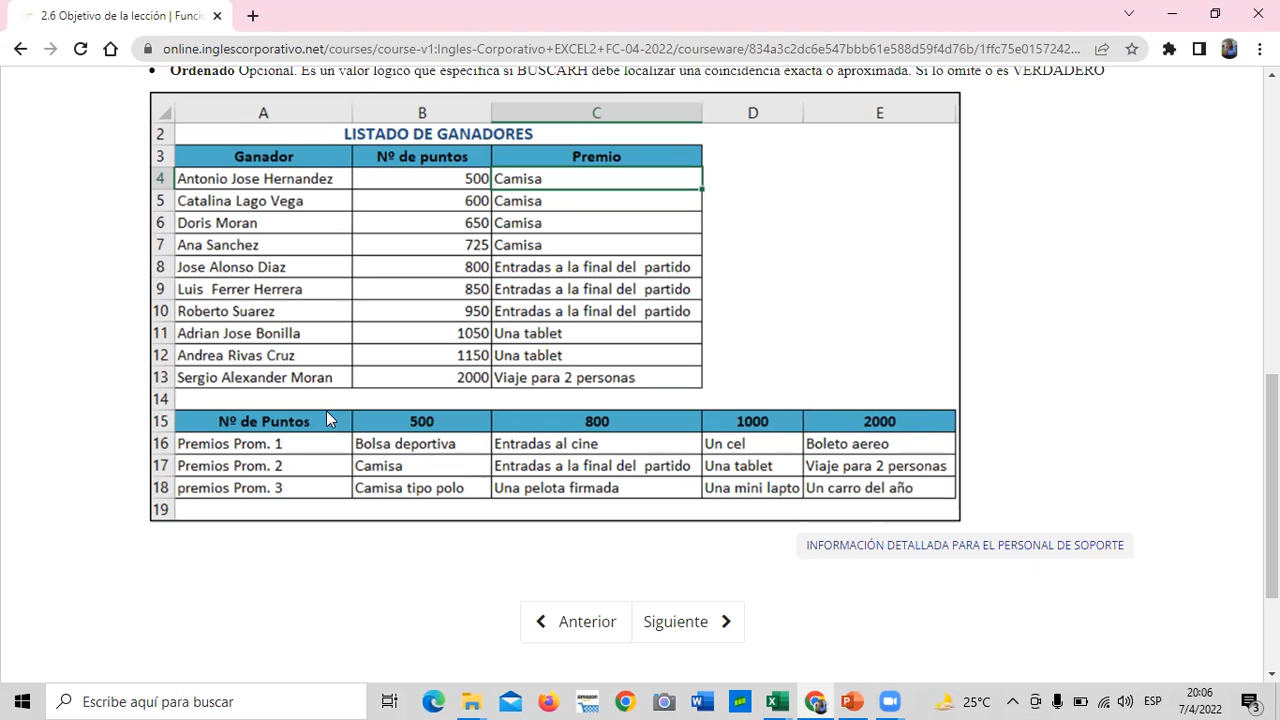 2.6 Objetivo de la lección | Funci
online.inglescorporativo.net/courses/course-v1:Ingles-Corporativo+EXCEL2+FC-04-2022/courseware/834a3c2dc6e547bbb61e588d59f4d76b/1ffc75e0157242...
• Ordenado Opcional. Es un valor lógico que especifica si BUSCARH debe localizar una coincidencia exacta o aproximada. Si lo omite o es VERDADERO
A B C D E
2 LISTADO DE GANADORES
3 Ganador Nº de puntos Premio
4 Antonio Jose Hernandez 500 Camisa
5 Catalina Lago Vega 600 Camisa
6 Doris Moran 650 Camisa
7 Ana Sanchez 725 Camisa
8 Jose Alonso Diaz 800 Entradas a la final del partido
9 Luis Ferrer Herrera 850 Entradas a la final del partido
10 Roberto Suarez 950 Entradas a la final del partido
11 Adrian Jose Bonilla 1050 Una tablet
12 Andrea Rivas Cruz 1150 Una tablet
13 Sergio Alexander Moran 2000 Viaje para 2 personas
14
15 Nº de Puntos 500 800 1000 2000
16 Premios Prom. 1 Bolsa deportiva Entradas al cine Un cel Boleto aereo
17 Premios Prom. 2 Camisa Entradas a la final del partido Una tablet Viaje para 2 personas
18 premios Prom. 3 Camisa tipo polo Una pelota firmada Una mini lapto Un carro del año
19
INFORMACIÓN DETALLADA PARA EL PERSONAL DE SOPORTE
Anterior Siguiente
Escribe aquí para buscar
amazon
25°C
ESP
20:06
7/4/2022
3